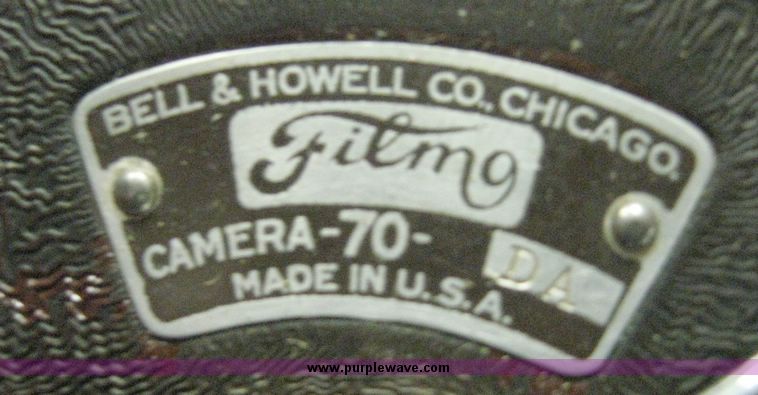 BELL & HOWELL CO., CHICAGO.
Filmo
CAMERA-70- DA
MADE IN U.S.A.
www.purplewave.com